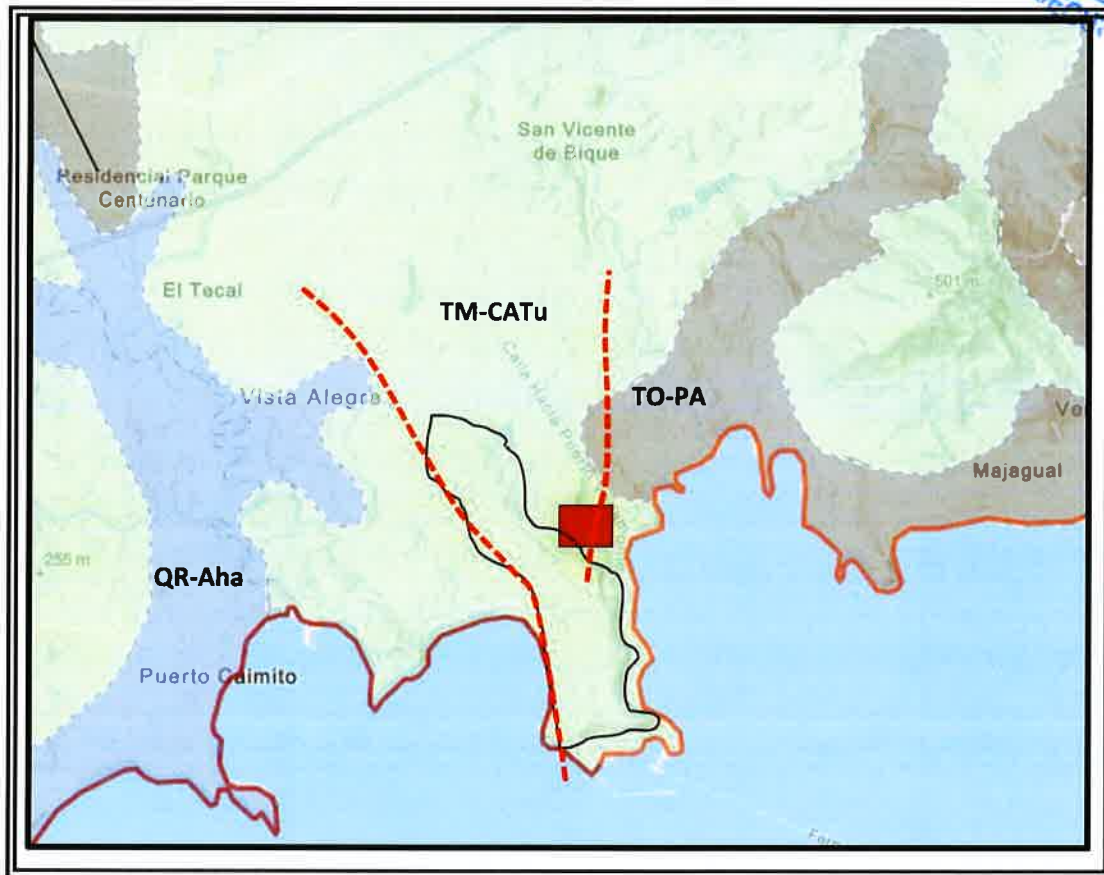 San Vicente
de Bique
Residencial Parque
Centenario
El Tecal
501 m
TM-CATu
Vista Alegre
TO-PA
Majagual
255 m
QR-Aha
Puerto Caimito